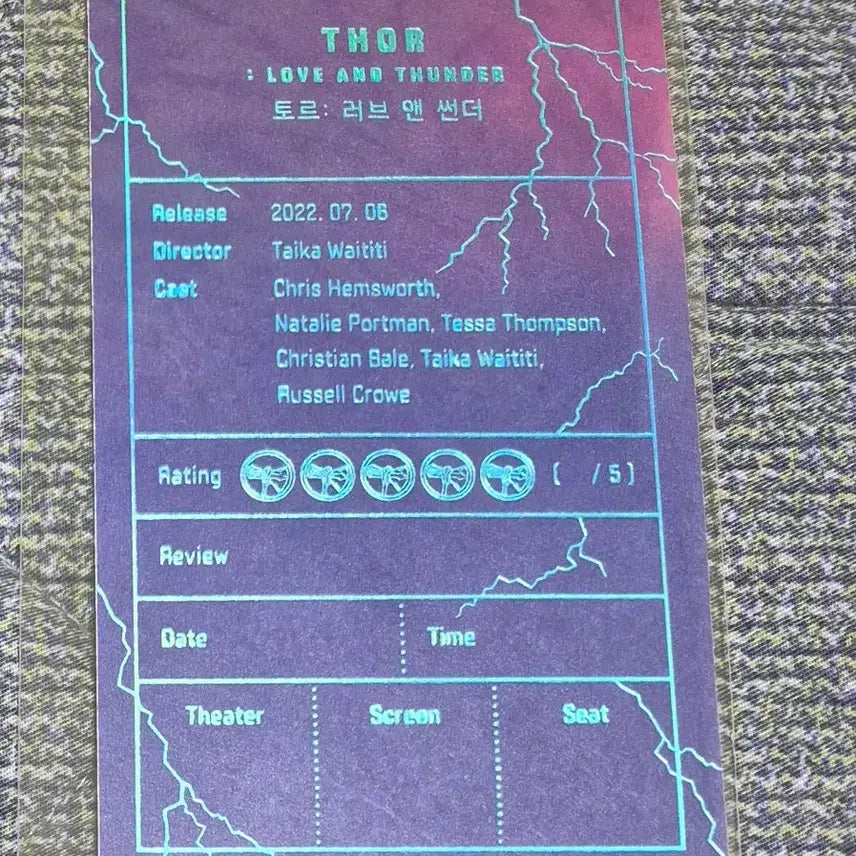 THOR
: LOVE AND THUNDER
토르: 러브 앤 썬더
Release 2022. 07. 06
Director Taika Waititi
Cast Chris Hemsworth,
Natalie Portman, Tessa Thompson,
Christian Bale, Taika Waititi,
Russell Crowe
Rating [ / 5 ]
Review
Date Time
Theater Screen Seat